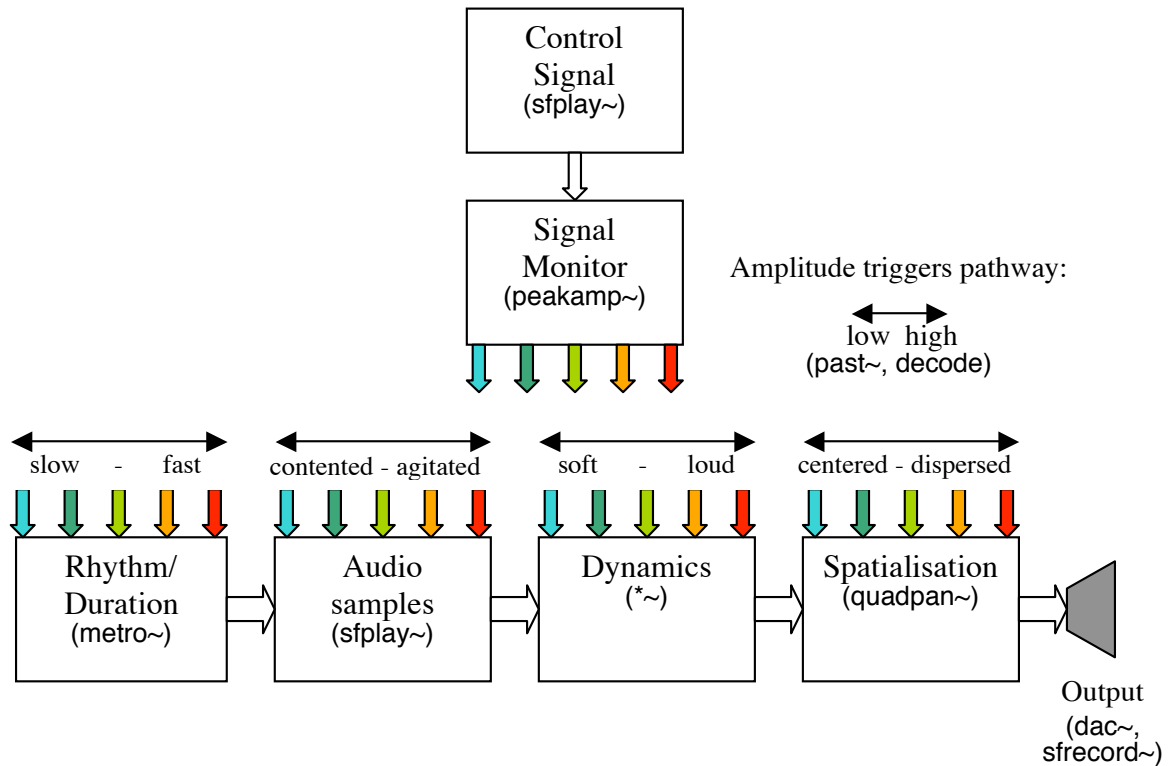 Control
Signal
(sfplay~)
Signal
Monitor
(peakamp~)
Amplitude triggers pathway:
low high
(past~, decode)
slow - fast
contented - agitated
soft - loud
centered - dispersed
Rhythm/
Duration
(metro~)
Audio
samples
(sfplay~)
Dynamics
(*~)
Spatialisation
(quadpan~)
Output
(dac~,
sfrecord~)